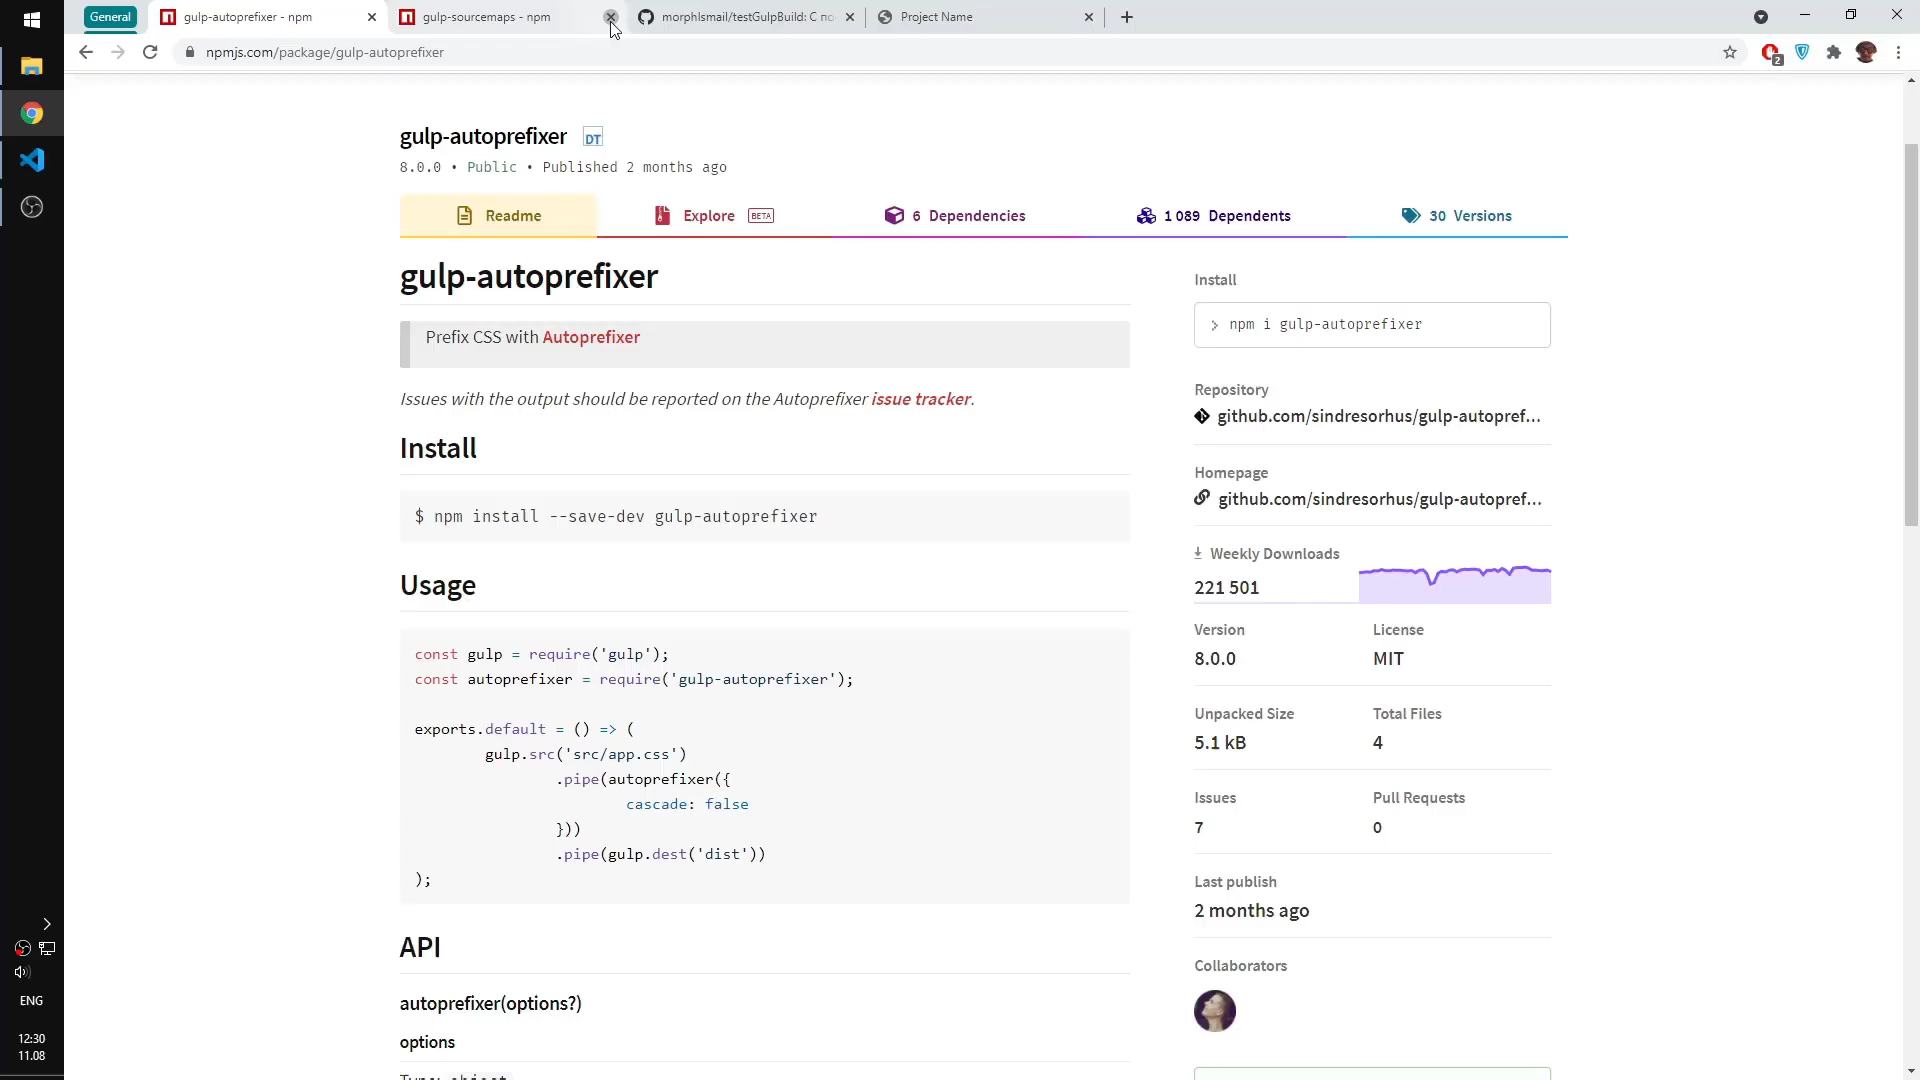 General
gulp-autoprefixer - npm
gulp-sourcemaps - npm
morphIsmail/testGulpBuild: С по
Project Name
npmjs.com/package/gulp-autoprefixer
2
gulp-autoprefixer DT
8.0.0 • Public • Published 2 months ago
Readme
Explore BETA
6 Dependencies
1 089 Dependents
30 Versions
gulp-autoprefixer
Prefix CSS with Autoprefixer
Issues with the output should be reported on the Autoprefixer issue tracker.
Install
$ npm install --save-dev gulp-autoprefixer
Usage
const gulp = require('gulp');
const autoprefixer = require('gulp-autoprefixer');
exports.default = () => (
gulp.src('src/app.css')
.pipe(autoprefixer({
cascade: false
}))
.pipe(gulp.dest('dist'))
);
API
autoprefixer(options?)
options
Type: object
Install
> npm i gulp-autoprefixer
Repository
github.com/sindresorhus/gulp-autopref...
Homepage
github.com/sindresorhus/gulp-autopref...
Weekly Downloads
221 501
Version
License
8.0.0
MIT
Unpacked Size
Total Files
5.1 kB
4
Issues
Pull Requests
7
0
Last publish
2 months ago
Collaborators
ENG
12:30
11.08